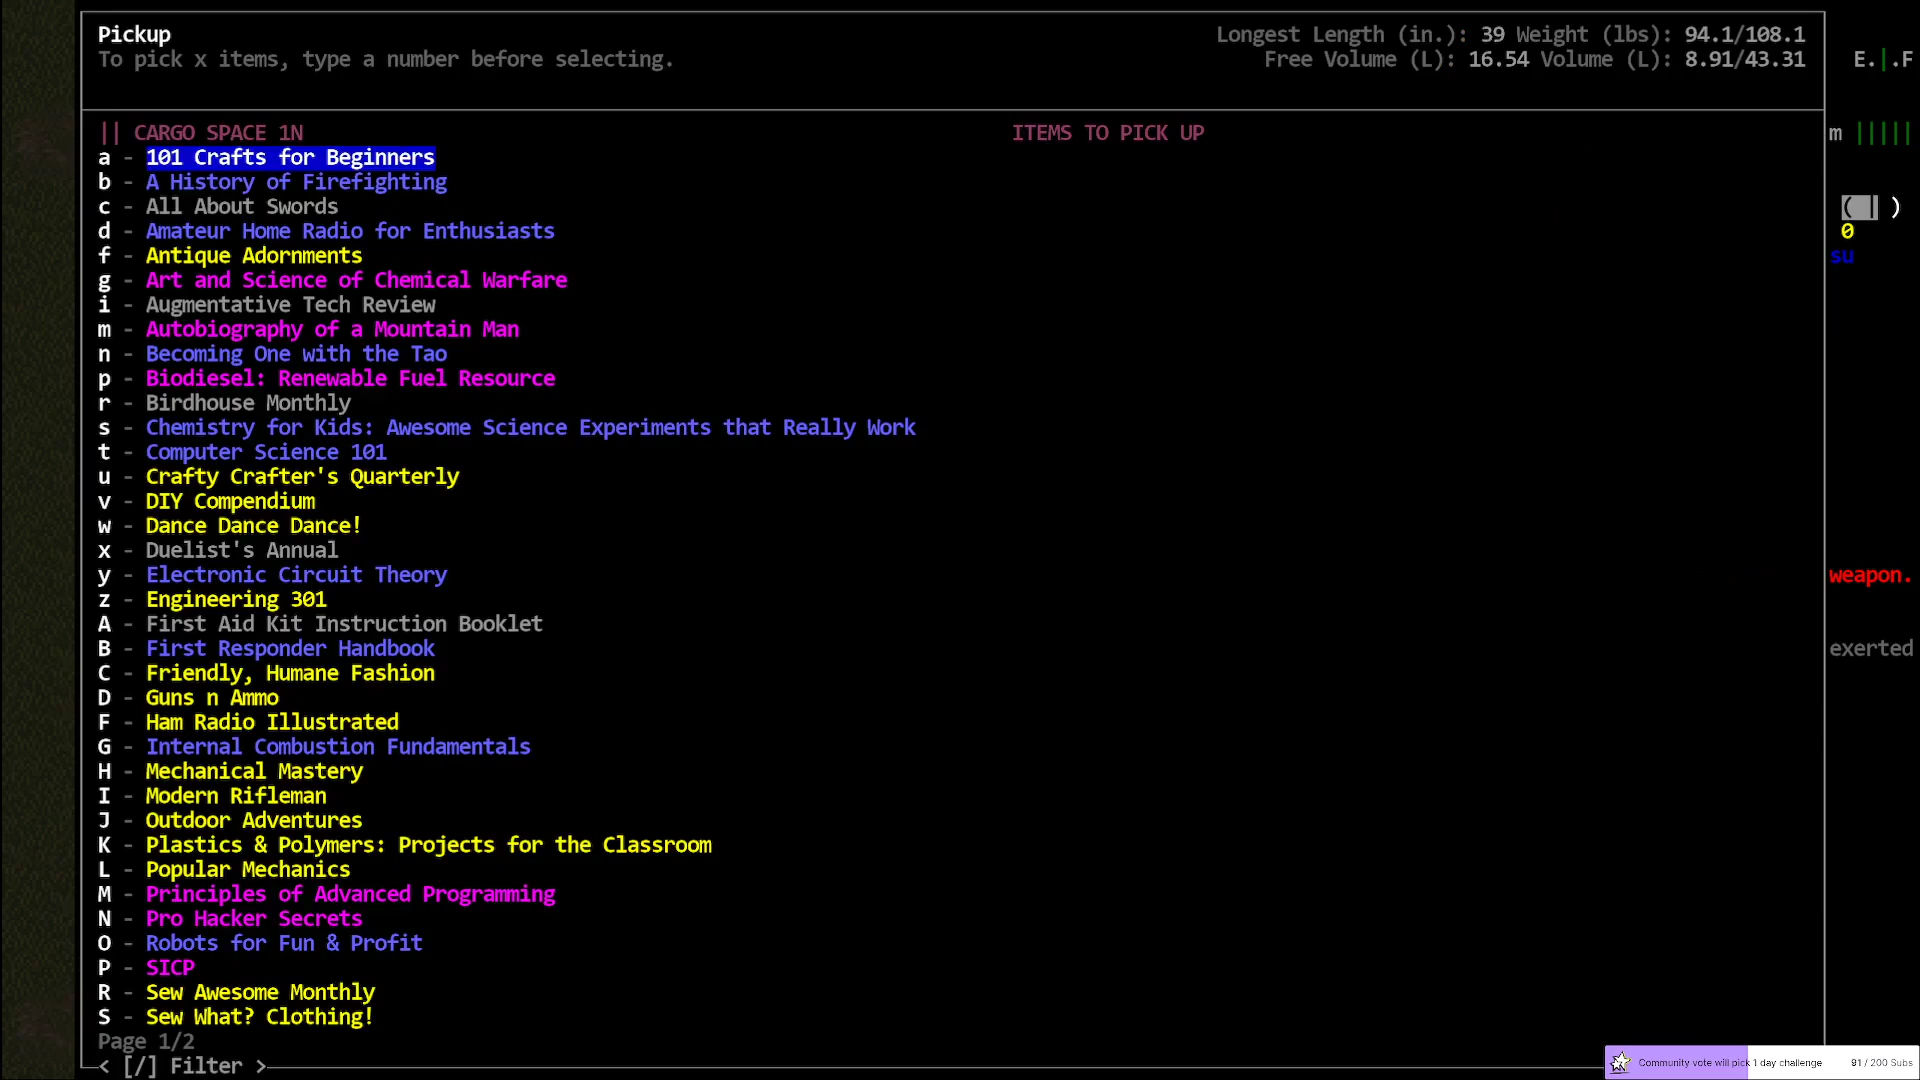 Pickup
Longest Length (in.): 39 Weight (lbs): 94.1/108.1
To pick x items, type a number before selecting.
Free Volume (L): 16.54 Volume (L): 8.91/43.31
E.|.F
|| CARGO SPACE 1N
ITEMS TO PICK UP
m |||||
a - 101 Crafts for Beginners
b - A History of Firefighting
c - All About Swords
( | )
d - Amateur Home Radio for Enthusiasts
0
f - Antique Adornments
su
g - Art and Science of Chemical Warfare
i - Augmentative Tech Review
m - Autobiography of a Mountain Man
n - Becoming One with the Tao
p - Biodiesel: Renewable Fuel Resource
r - Birdhouse Monthly
s - Chemistry for Kids: Awesome Science Experiments that Really Work
t - Computer Science 101
u - Crafty Crafter's Quarterly
v - DIY Compendium
w - Dance Dance Dance!
x - Duelist's Annual
y - Electronic Circuit Theory
weapon.
z - Engineering 301
A - First Aid Kit Instruction Booklet
B - First Responder Handbook
exerted
C - Friendly, Humane Fashion
D - Guns n Ammo
F - Ham Radio Illustrated
G - Internal Combustion Fundamentals
H - Mechanical Mastery
I - Modern Rifleman
J - Outdoor Adventures
K - Plastics & Polymers: Projects for the Classroom
L - Popular Mechanics
M - Principles of Advanced Programming
N - Pro Hacker Secrets
O - Robots for Fun & Profit
P - SICP
R - Sew Awesome Monthly
S - Sew What? Clothing!
Page 1/2
< [/] Filter >
Community vote will pick 1 day challenge 91 / 200 Subs